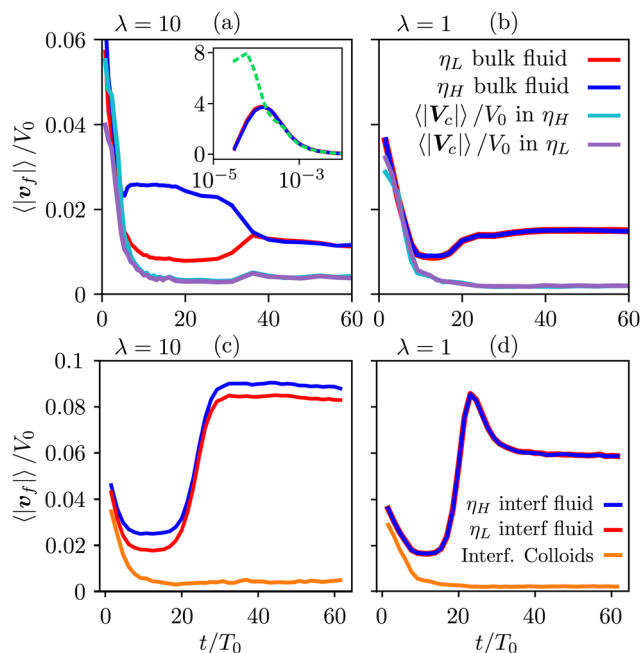 λ = 10 (a)
λ = 1 (b)
0.06
0.04
0.02
0
⟨|v_f|⟩ /V_0
8
4
0
10^−5
10^−3
η_L bulk fluid
η_H bulk fluid
⟨|V_c|⟩ /V_0 in η_H
⟨|V_c|⟩ /V_0 in η_L
0 20 40 60
0 20 40 60
λ = 10 (c)
λ = 1 (d)
0.1
0.08
0.06
0.04
0.02
0
⟨|v_f|⟩ /V_0
η_H interf fluid
η_L interf fluid
Interf. Colloids
0 20 40 60
0 20 40 60
t/T_0
t/T_0